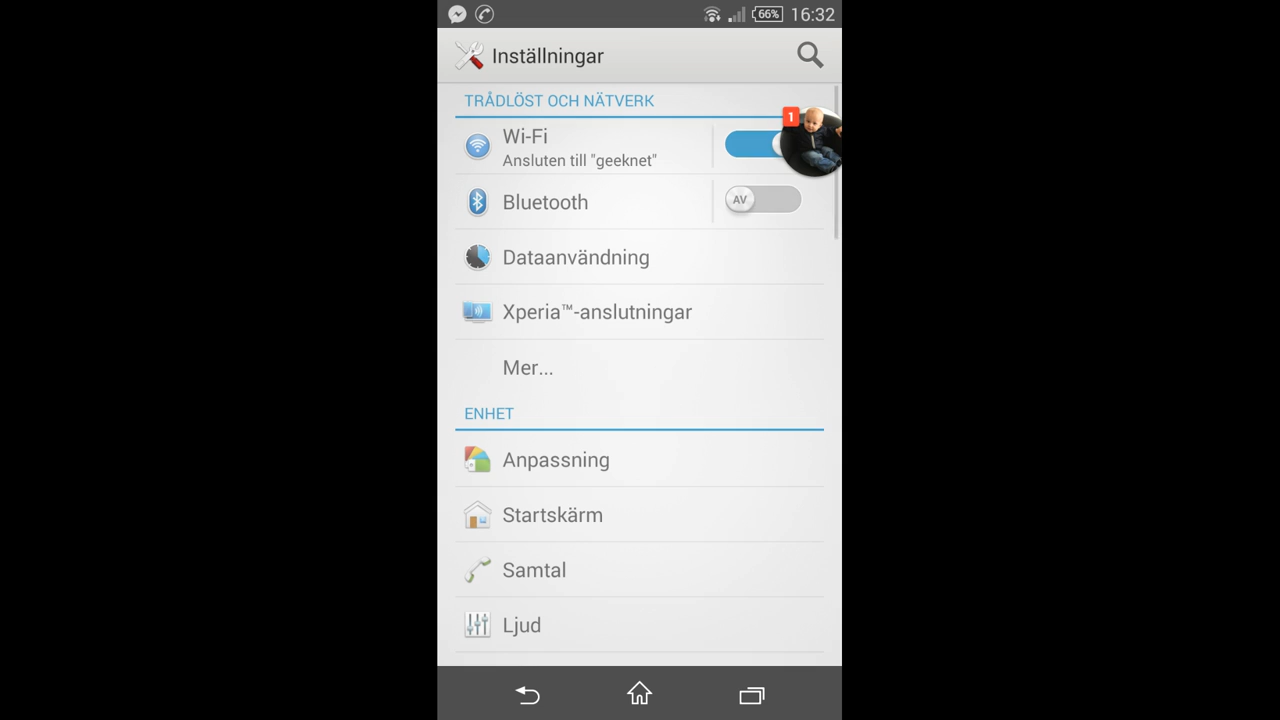 66% 16:32
Inställningar
TRÅDLÖST OCH NÄTVERK
1
Wi-Fi
Ansluten till "geeknet"
Bluetooth
AV
Dataanvändning
Xperia™-anslutningar
Mer...
ENHET
Anpassning
Startskärm
Samtal
Ljud